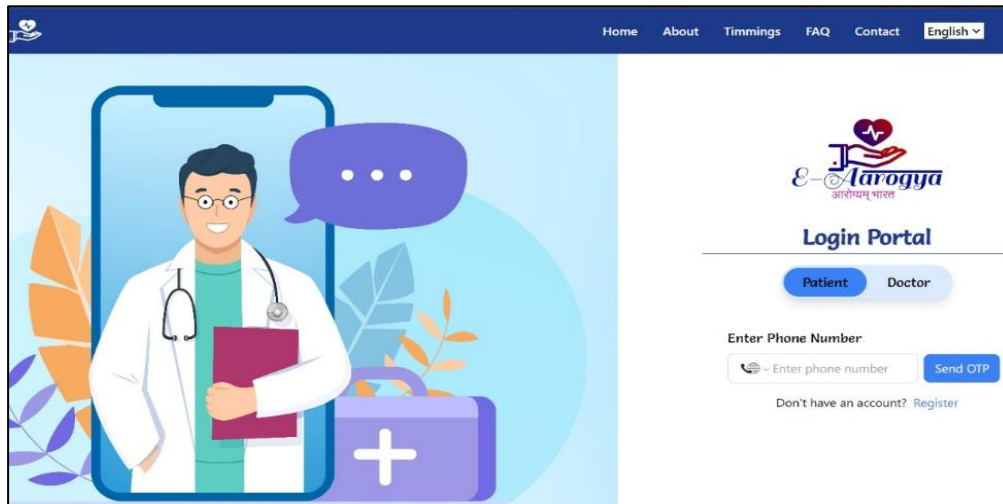 Home About Timmings FAQ Contact English
E-Aarogya
आरोग्यम् भारत
Login Portal
Patient Doctor
Enter Phone Number
Enter phone number Send OTP
Don't have an account? Register